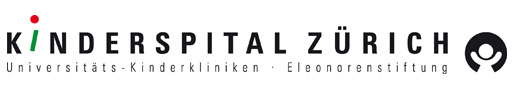 KiNDERSPITAL ZÜRICH
Universitäts-Kinderkliniken · Eleonorenstiftung